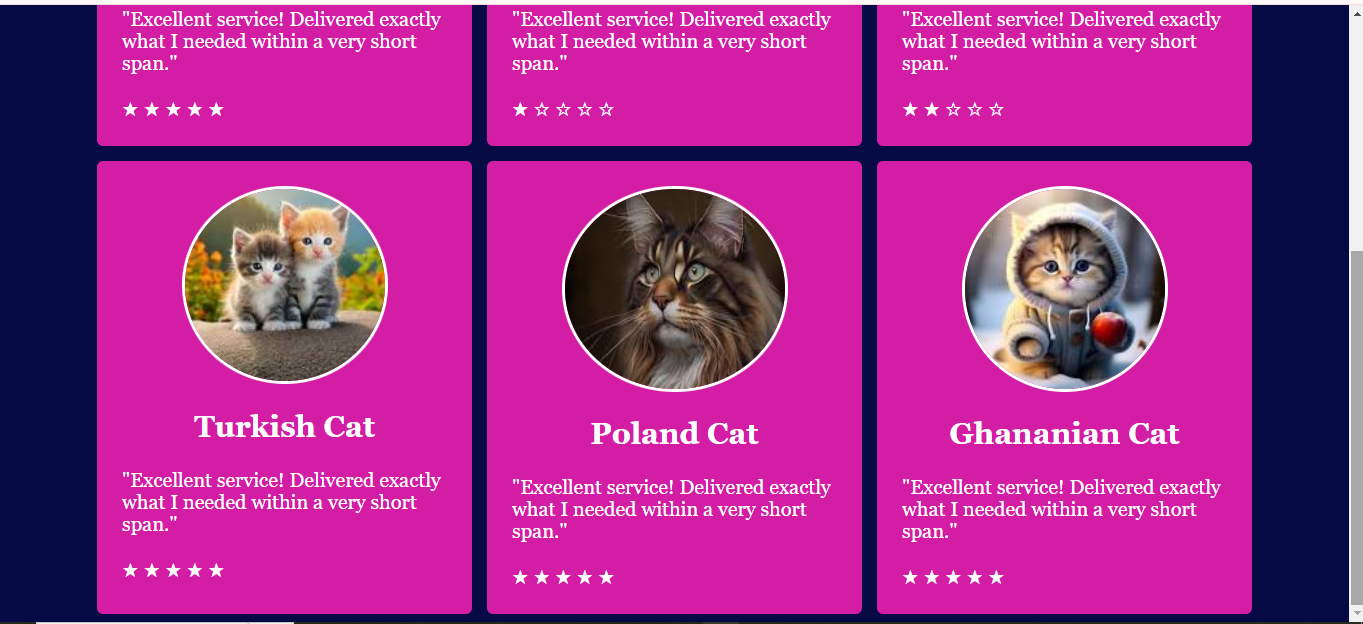 "Excellent service! Delivered exactly
what I needed within a very short
span."
★ ★ ★ ★ ★
"Excellent service! Delivered exactly
what I needed within a very short
span."
★ ☆ ☆ ☆ ☆
"Excellent service! Delivered exactly
what I needed within a very short
span."
★ ★ ☆ ☆ ☆
Turkish Cat
"Excellent service! Delivered exactly
what I needed within a very short
span."
★ ★ ★ ★ ★
Poland Cat
"Excellent service! Delivered exactly
what I needed within a very short
span."
★ ★ ★ ★ ★
Ghananian Cat
"Excellent service! Delivered exactly
what I needed within a very short
span."
★ ★ ★ ★ ★